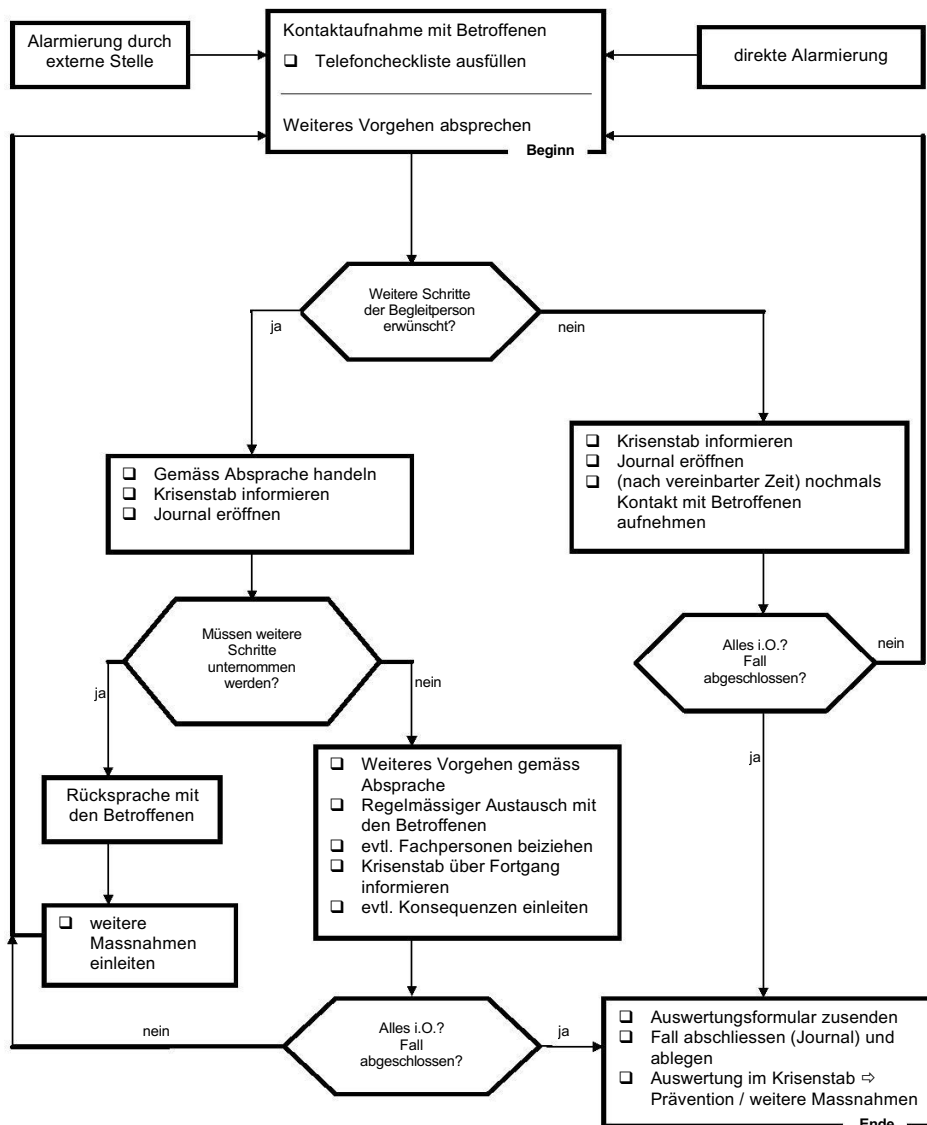 Alarmierung durch
externe Stelle
Kontaktaufnahme mit Betroffenen
❑ Telefoncheckliste ausfüllen
Weiteres Vorgehen absprechen
Beginn
direkte Alarmierung
Weitere Schritte
der Begleitperson
erwünscht?
ja
nein
❑ Gemäss Absprache handeln
❑ Krisenstab informieren
❑ Journal eröffnen
❑ Krisenstab informieren
❑ Journal eröffnen
❑ (nach vereinbarter Zeit) nochmals
Kontakt mit Betroffenen
aufnehmen
Müssen weitere
Schritte
unternommen
werden?
ja
nein
Alles i.O.?
Fall
abgeschlossen?
nein
ja
Rücksprache mit
den Betroffenen
❑ weitere
Massnahmen
einleiten
❑ Weiteres Vorgehen gemäss
Absprache
❑ Regelmässiger Austausch mit
den Betroffenen
❑ evtl. Fachpersonen beiziehen
❑ Krisenstab über Fortgang
informieren
❑ evtl. Konsequenzen einleiten
nein
Alles i.O.?
Fall
abgeschlossen?
ja
❑ Auswertungsformular zusenden
❑ Fall abschliessen (Journal) und
ablegen
❑ Auswertung im Krisenstab ⇨
Prävention / weitere Massnahmen
Ende